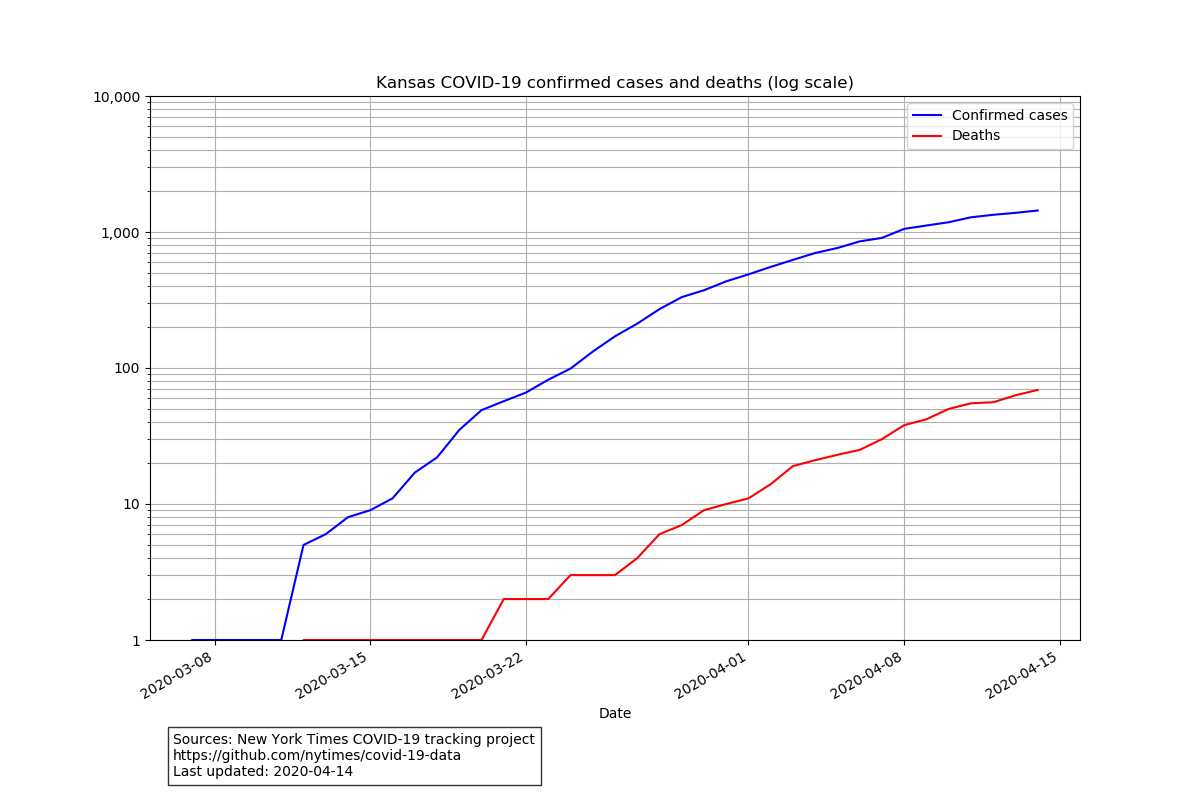 Kansas COVID-19 confirmed cases and deaths (log scale)
10,000
1,000
100
10
1
Confirmed cases
Deaths
2020-03-08
2020-03-15
2020-03-22
2020-04-01
2020-04-08
2020-04-15
Date
Sources: New York Times COVID-19 tracking project
https://github.com/nytimes/covid-19-data
Last updated: 2020-04-14